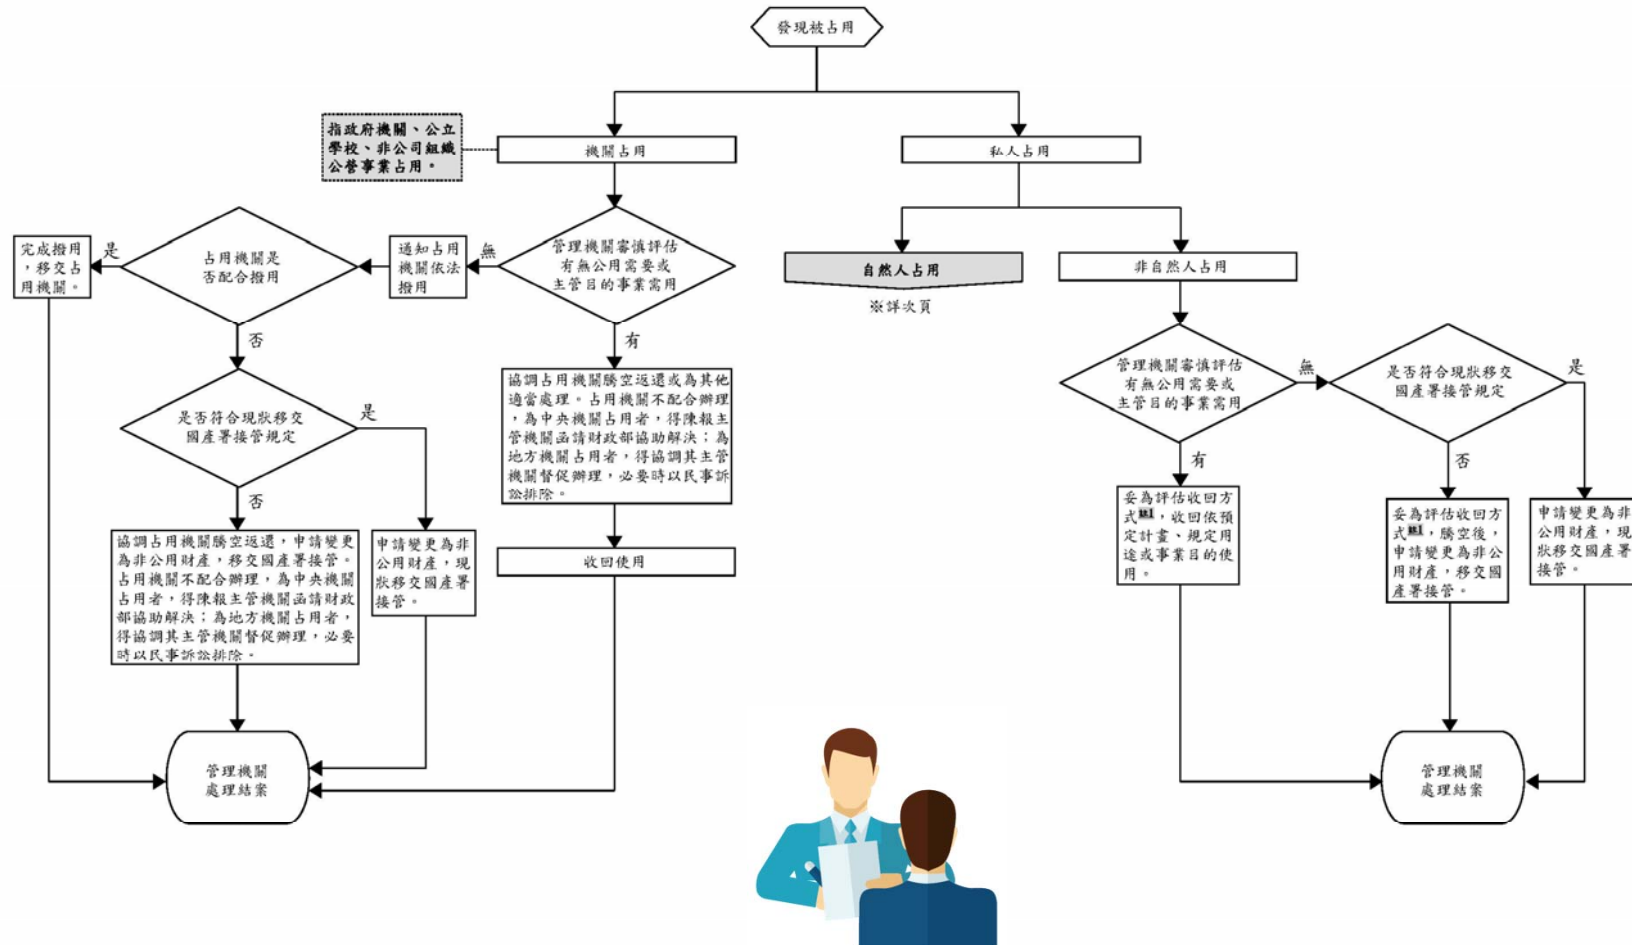 發現被占用
指政府機關、公立
學校、非公司組織
公營事業占用。
機關占用
私人占用
完成撥用
，移交占
用機關。
是
占用機關是
否配合撥用
通知占用
機關依法
撥用
無
管理機關審慎評估
有無公用需要或
主管目的事業需用
自然人占用
※詳次頁
非自然人占用
否
有
是否符合現狀移交
國產署接管規定
是
協調占用機關騰空返還或為其他
適當處理。占用機關不配合辦理
，為中央機關占用者，得陳報主
管機關函請財政部協助解決；為
地方機關占用者，得協調其主管
機關督促辦理，必要時以民事訴
訟排除。
管理機關審慎評估
有無公用需要或
主管目的事業需用
無
是否符合現狀移交
國產署接管規定
是
否
有
否
協調占用機關騰空返還，申請變更
為非公用財產，移交國產署接管。
占用機關不配合辦理，為中央機關
占用者，得陳報主管機關函請財政
部協助解決；為地方機關占用者，
得協調其主管機關督促辦理，必要
時以民事訴訟排除。
申請變更為非
公用財產，現
狀移交國產署
接管。
收回使用
妥為評估收回方
式註1，收回依預
定計畫、規定用
途或事業目的使
用。
妥為評估收回方
式註1，騰空後，
申請變更為非公
用財產，移交國
產署接管。
申請變更為非
公用財產，現
狀移交國產署
接管。
管理機關
處理結案
管理機關
處理結案